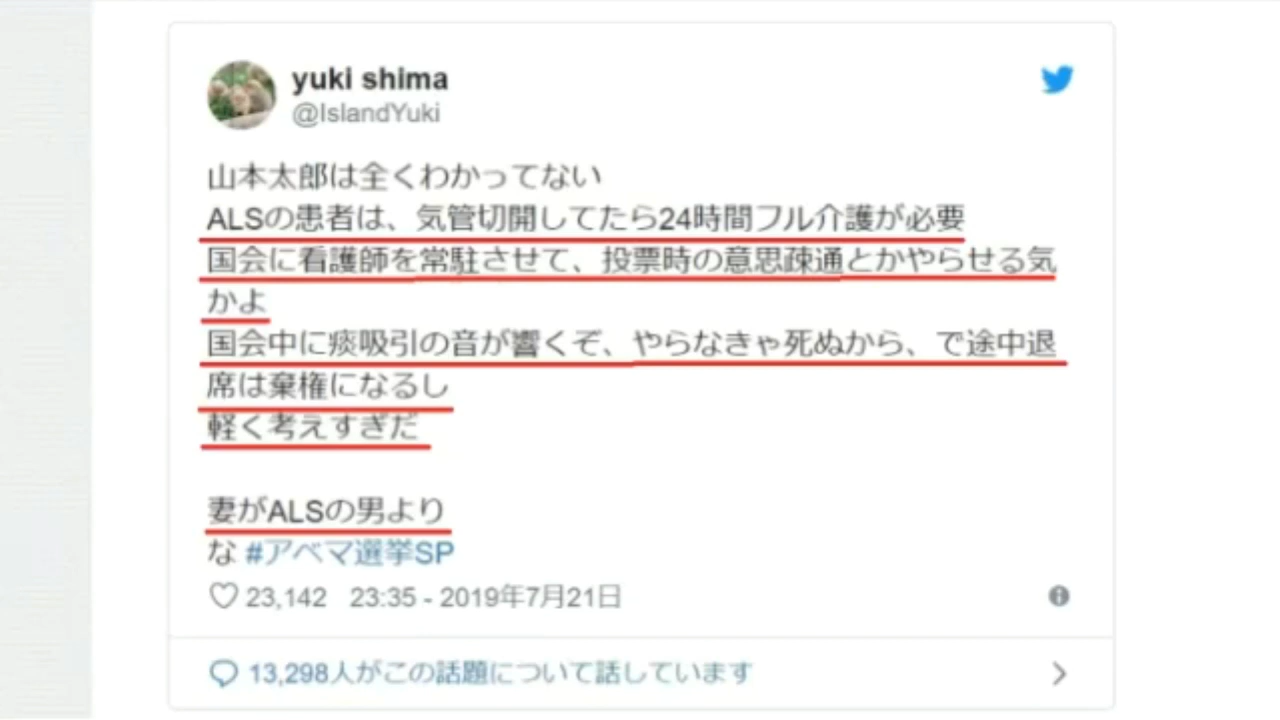 yuki shima
@IslandYuki
山本太郎は全くわかってない
ALSの患者は、気管切開してたら24時間フル介護が必要
国会に看護師を常駐させて、投票時の意思疎通とかやらせる気
かよ
国会中に痰吸引の音が響くぞ、やらなきゃ死ぬから、で途中退
席は棄権になるし
軽く考えすぎだ
妻がALSの男より
な #アベマ選挙SP
23,142 23:35 - 2019年7月21日
13,298人がこの話題について話しています